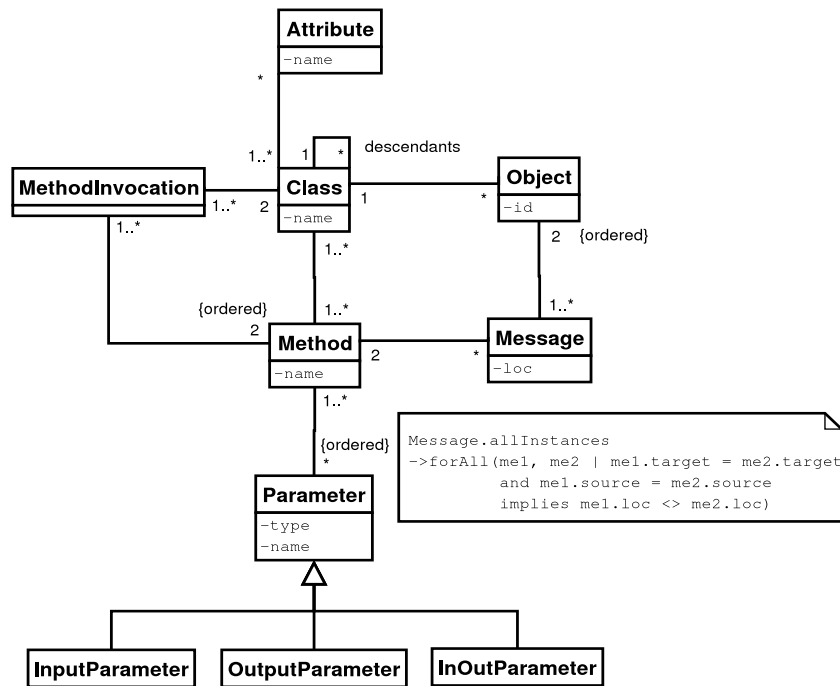 Attribute
-name
*
1..*
1
*
descendants
MethodInvocation
1..*
2
Class
-name
1
*
Object
-id
1..*
1..*
2
{ordered}
{ordered}
2
1..*
1..*
Method
-name
2
*
Message
-loc
1..*
{ordered}
*
Message.allInstances
->forAll(me1, me2 | me1.target = me2.target
and me1.source = me2.source
implies me1.loc <> me2.loc)
Parameter
-type
-name
InputParameter
OutputParameter
InOutParameter